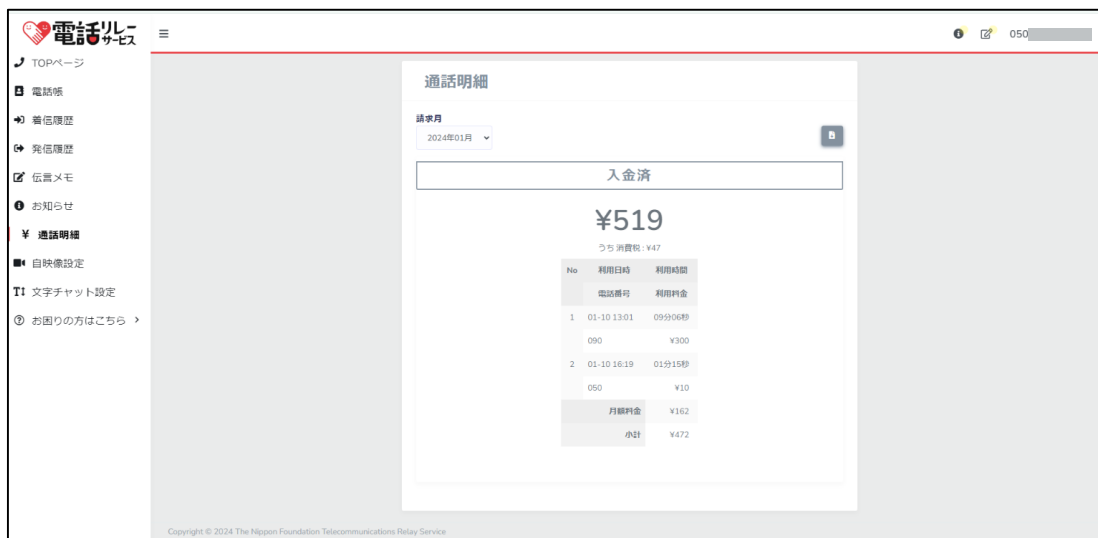 電話リレーサービス
050
TOPページ
電話帳
着信履歴
発信履歴
伝言メモ
お知らせ
¥ 通話明細
自映像設定
文字チャット設定
お困りの方はこちら
通話明細
請求月
2024年01月
入金済
¥519
うち消費税 : ¥47
No 利用日時 利用時間
電話番号 利用料金
1 01-10 13:01 09分06秒
090 ¥300
2 01-10 16:19 01分15秒
050 ¥10
月額料金 ¥162
小計 ¥472
Copyright © 2024 The Nippon Foundation Telecommunications Relay Service